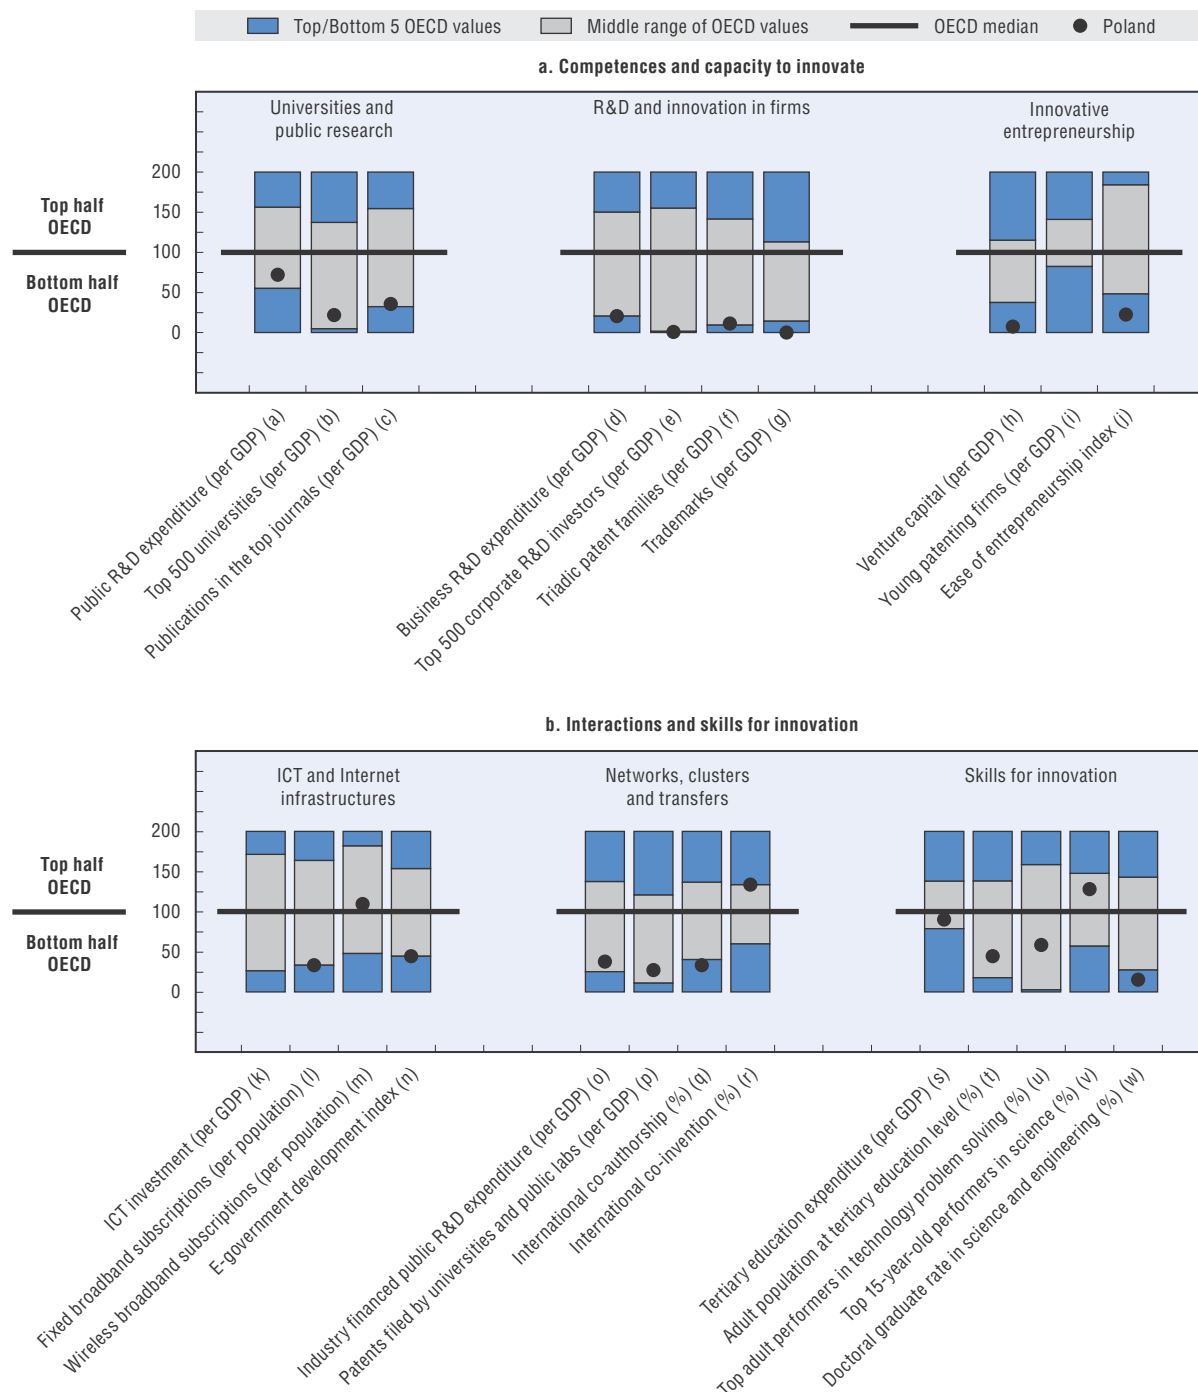 Top/Bottom 5 OECD values Middle range of OECD values OECD median Poland
a. Competences and capacity to innovate
Universities and
public research
R&D and innovation in firms
Innovative
entrepreneurship
200
150
100
50
0
Top half
OECD
Bottom half
OECD
Public R&D expenditure (per GDP) (a)
Top 500 universities (per GDP) (b)
Publications in the top journals (per GDP) (c)
Business R&D expenditure (per GDP) (d)
Top 500 corporate R&D investors (per GDP) (e)
Triadic patent families (per GDP) (f)
Trademarks (per GDP) (g)
Venture capital (per GDP) (h)
Young patenting firms (per GDP) (i)
Ease of entrepreneurship index (j)
b. Interactions and skills for innovation
ICT and Internet
infrastructures
Networks, clusters
and transfers
Skills for innovation
200
150
100
50
0
Top half
OECD
Bottom half
OECD
ICT investment (per GDP) (k)
Fixed broadband subscriptions (per population) (l)
Wireless broadband subscriptions (per population) (m)
E-government development index (n)
Industry financed public R&D expenditure (per GDP) (o)
Patents filed by universities and public labs (per GDP) (p)
International co-authorship (%) (q)
International co-invention (%) (r)
Tertiary education expenditure (per GDP) (s)
Adult population at tertiary education level (%) (t)
Top adult performers in technology problem solving (%) (u)
Top 15-year-old performers in science (%) (v)
Doctoral graduate rate in science and engineering (%) (w)